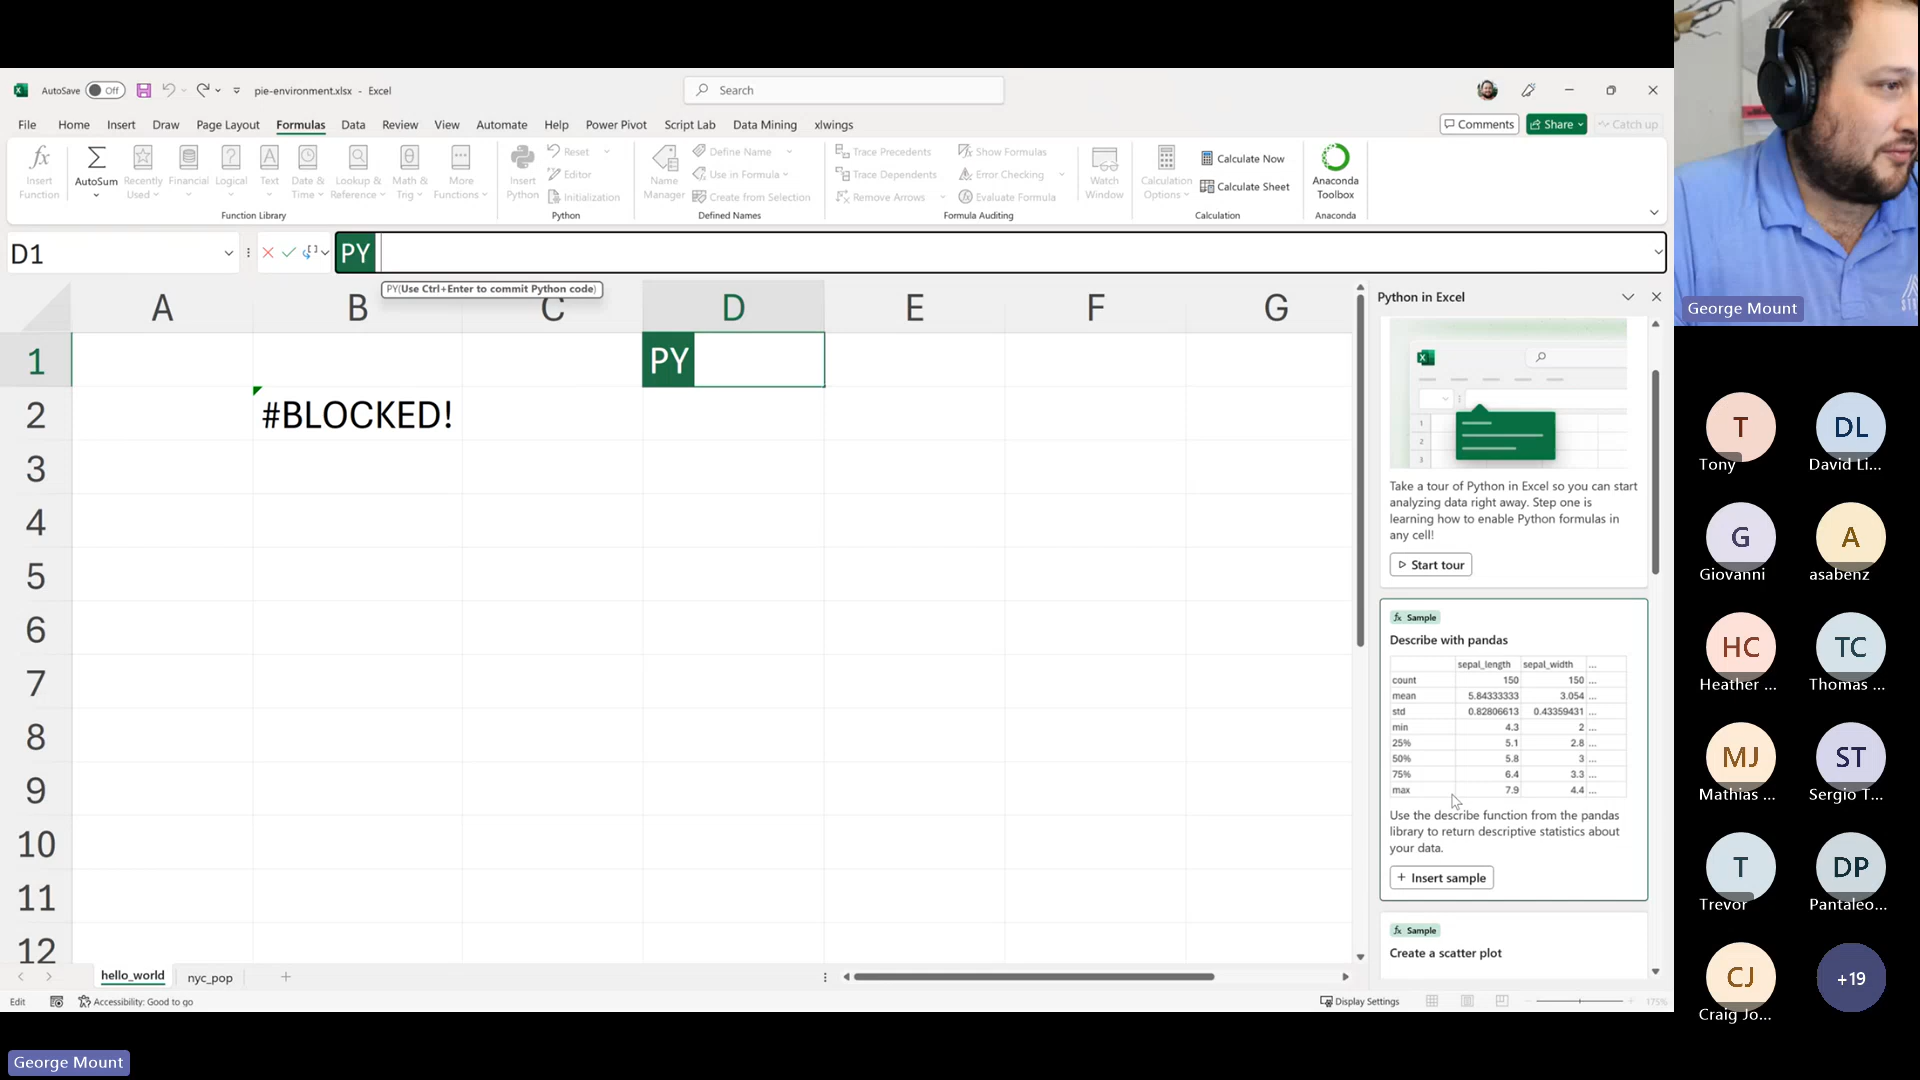 AutoSave Off
pie-environment.xlsx - Excel
Search
File Home Insert Draw Page Layout Formulas Data Review View Automate Help Power Pivot Script Lab Data Mining xlwings
Comments
Share
Catch up
Insert Function
AutoSum
Recently Used
Financial
Logical
Text
Date & Time
Lookup & Reference
Math & Trig
More Functions
Function Library
Insert Python
Reset
Editor
Initialization
Python
Name Manager
Define Name
Use in Formula
Create from Selection
Defined Names
Trace Precedents
Trace Dependents
Remove Arrows
Show Formulas
Error Checking
Evaluate Formula
Formula Auditing
Watch Window
Calculation Options
Calculate Now
Calculate Sheet
Calculation
Anaconda Toolbox
Anaconda
D1
PY
PY(Use Ctrl+Enter to commit Python code)
A B C D E F G
1 PY
2 #BLOCKED!
3
4
5
6
7
8
9
10
11
12
Python in Excel
1
2
3
Take a tour of Python in Excel so you can start
analyzing data right away. Step one is
learning how to enable Python formulas in
any cell!
Start tour
fx Sample
Describe with pandas
sepal_length sepal_width ...
count 150 150 ...
mean 5.84333333 3.054 ...
std 0.82806613 0.43359431 ...
min 4.3 2 ...
25% 5.1 2.8 ...
50% 5.8 3 ...
75% 6.4 3.3 ...
max 7.9 4.4 ...
Use the describe function from the pandas
library to return descriptive statistics about
your data.
+ Insert sample
fx Sample
Create a scatter plot
hello_world nyc_pop +
Edit
Accessibility: Good to go
Display Settings
175%
George Mount
George Mount
T DL
Tony David Li...
G A
Giovanni asabenz
HC TC
Heather ... Thomas ...
MJ ST
Mathias ... Sergio T...
T DP
Trevor Pantaleo...
CJ +19
Craig Jo...